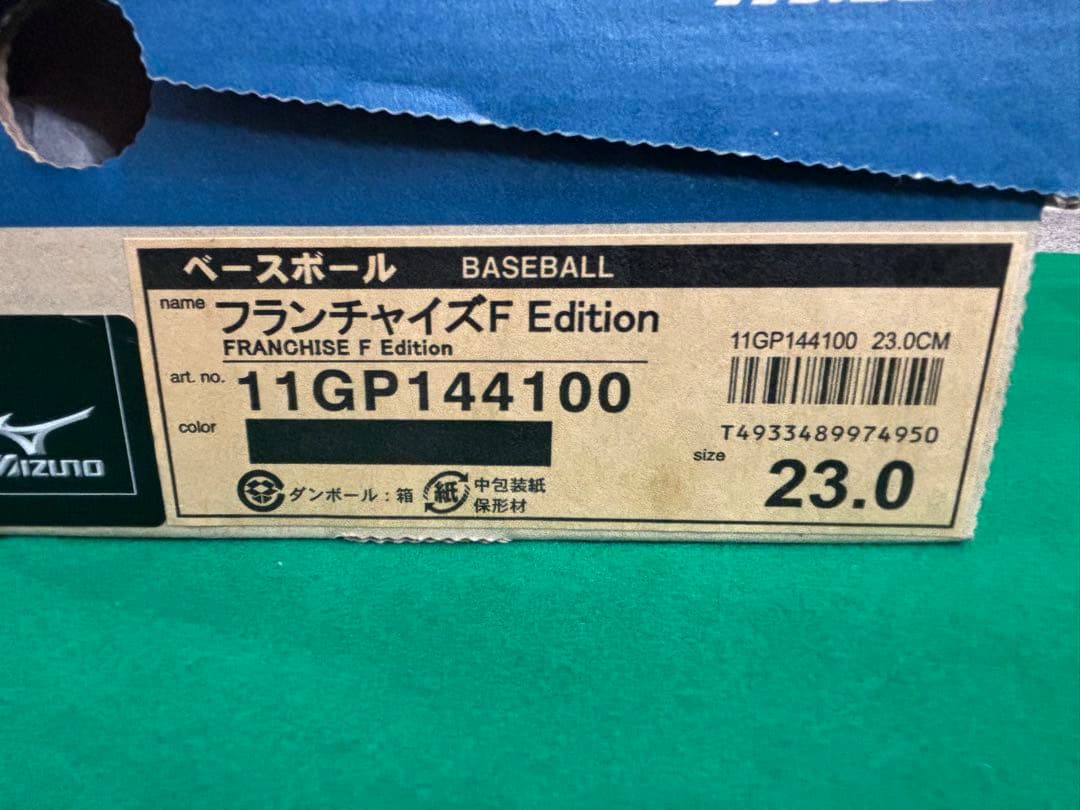 ベースボール BASEBALL
name フランチャイズF Edition
FRANCHISE F Edition
art. no. 11GP144100
color
ダンボール：箱 紙 中包装紙
保形材
11GP144100 23.0CM
T4933489974950
size 23.0
MIZUNO